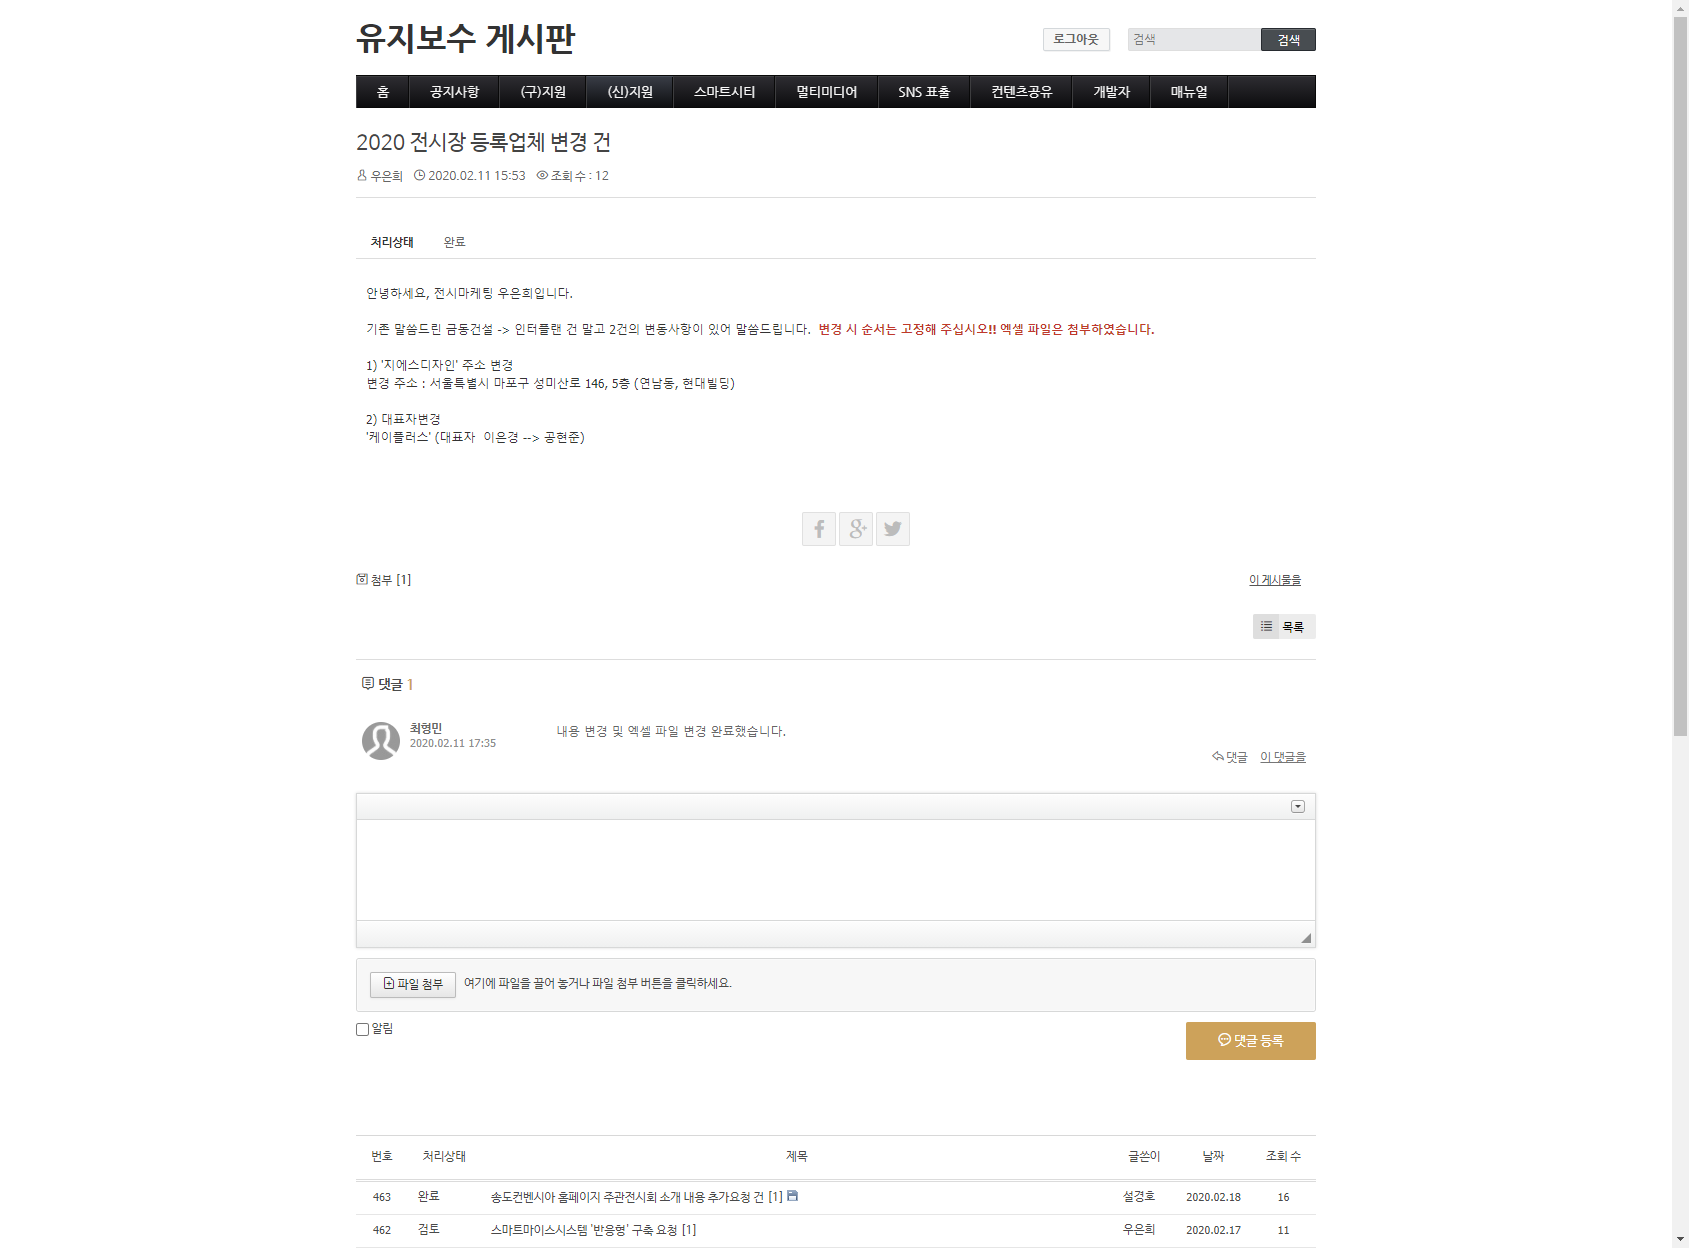 유지보수 게시판
로그아웃
검색
검색
홈 공지사항 (구)지원 (신)지원 스마트시티 멀티미디어 SNS 표출 컨텐츠공유 개발자 매뉴얼
2020 전시장 등록업체 변경 건
우은희 2020.02.11 15:53 조회 수 : 12
처리상태 완료
안녕하세요, 전시마케팅 우은희입니다.
기존 말씀드린 금동건설 -> 인터플랜 건 말고 2건의 변동사항이 있어 말씀드립니다. 변경 시 순서는 고정해 주십시오!! 엑셀 파일은 첨부하였습니다.
1) '지에스디자인' 주소 변경
변경 주소 : 서울특별시 마포구 성미산로 146, 5층 (연남동, 현대빌딩)
2) 대표자변경
'케이플러스' (대표자 이은경 --> 공현준)
첨부 [1]
이 게시물을
목록
댓글 1
최형민
2020.02.11 17:35
내용 변경 및 엑셀 파일 변경 완료했습니다.
댓글 이 댓글을
파일 첨부 여기에 파일을 끌어 놓거나 파일 첨부 버튼을 클릭하세요.
알림
댓글 등록
번호 처리상태 제목 글쓴이 날짜 조회 수
463 완료 송도컨벤시아 홈페이지 주관전시회 소개 내용 추가요청 건 [1] 설경호 2020.02.18 16
462 검토 스마트마이스시스템 '반응형' 구축 요청 [1] 우은희 2020.02.17 11